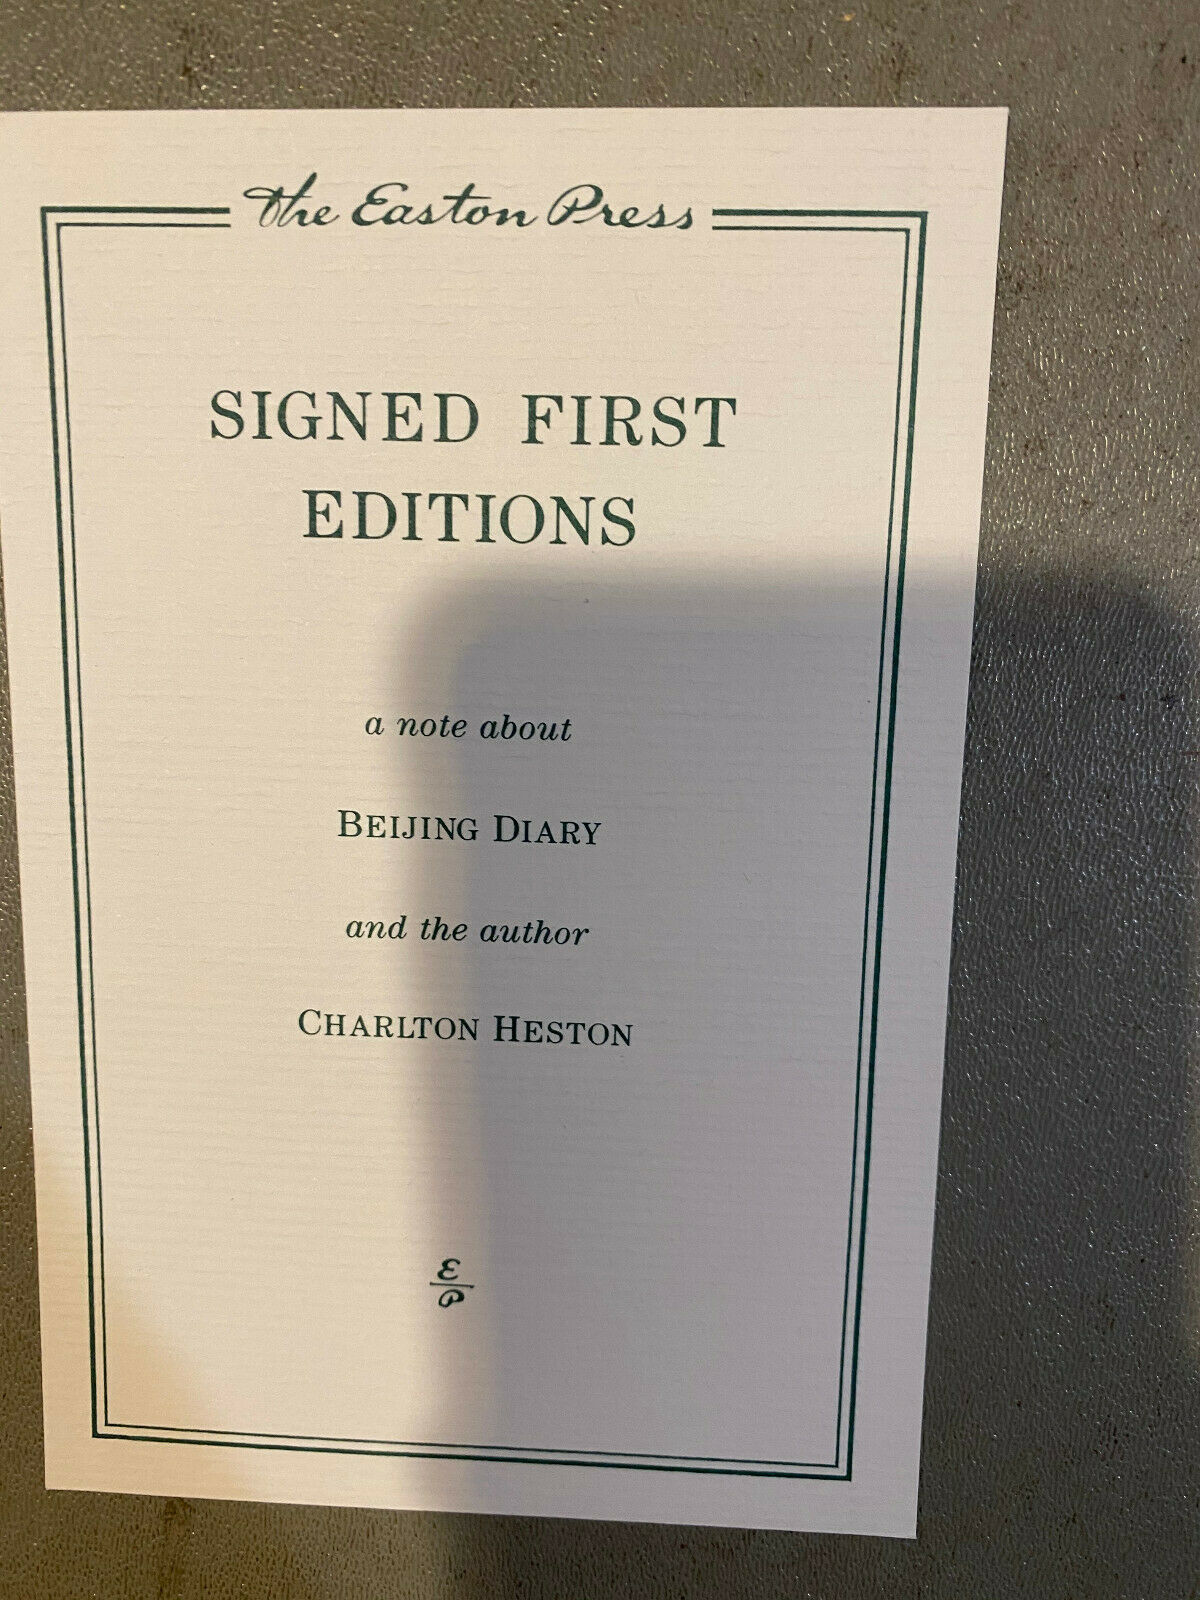 The Easton Press
SIGNED FIRST
EDITIONS
a note about
BEIJING DIARY
and the author
CHARLTON HESTON
E
P